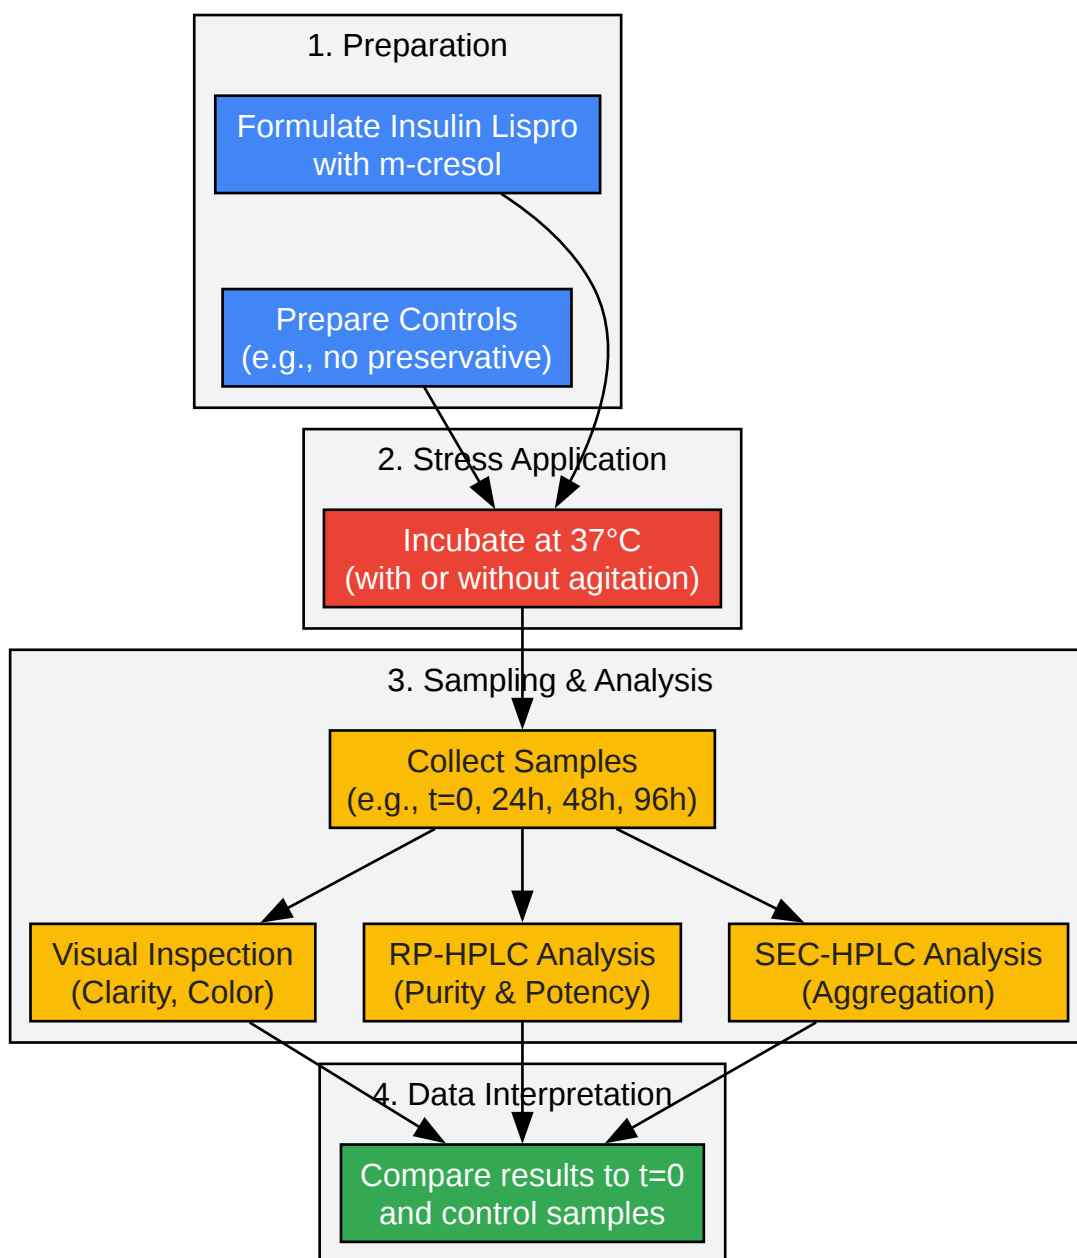 1. Preparation
Formulate Insulin Lispro
with m-cresol
Prepare Controls
(e.g., no preservative)
2. Stress Application
Incubate at 37°C
(with or without agitation)
3. Sampling & Analysis
Collect Samples
(e.g., t=0, 24h, 48h, 96h)
Visual Inspection
(Clarity, Color)
RP-HPLC Analysis
(Purity & Potency)
SEC-HPLC Analysis
(Aggregation)
4. Data Interpretation
Compare results to t=0
and control samples